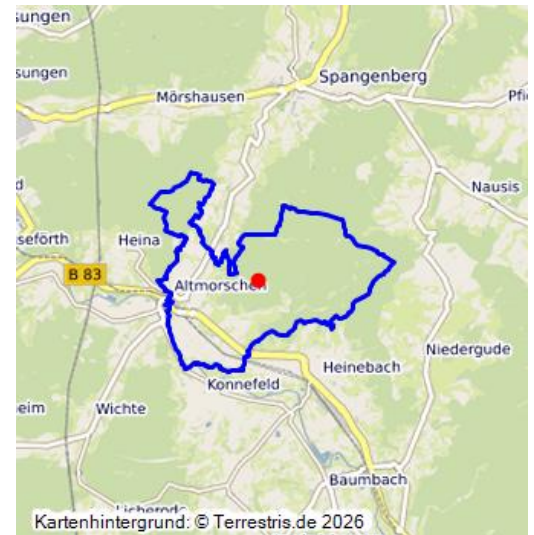 sungen
sungen
Spangenberg
Mörshausen
Pfi
d
Nausis
seförth
Heina
B 83
Altmorschen
Niedergude
Heinebach
Konnefeld
eim
Wichte
Baumbach
Licherode
Kartenhintergrund: © Terrestris.de 2026